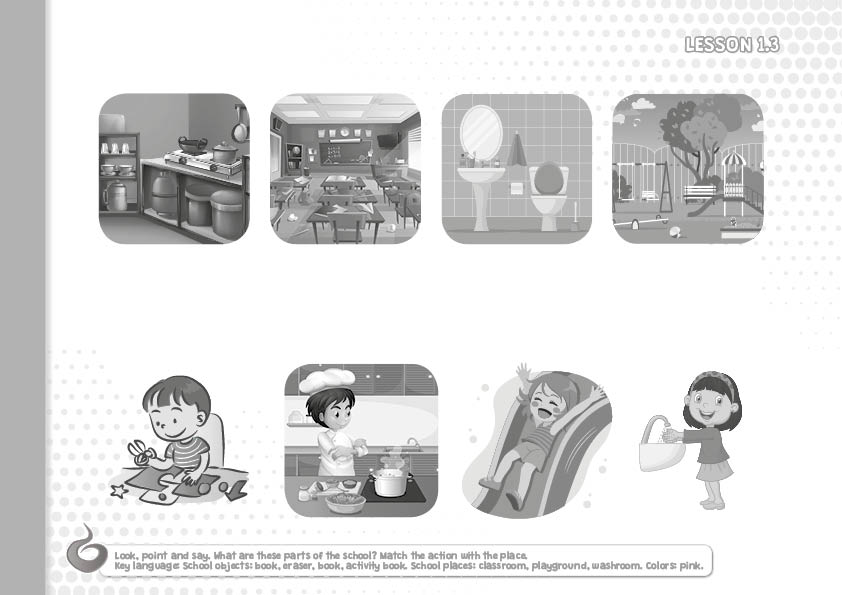 LESSON 1.3
6
Look, point and say. What are these parts of the school? Match the action with the place.
Key language: School objects: book, eraser, book, activity book. School places: classroom, playground, washroom. Colors: pink.